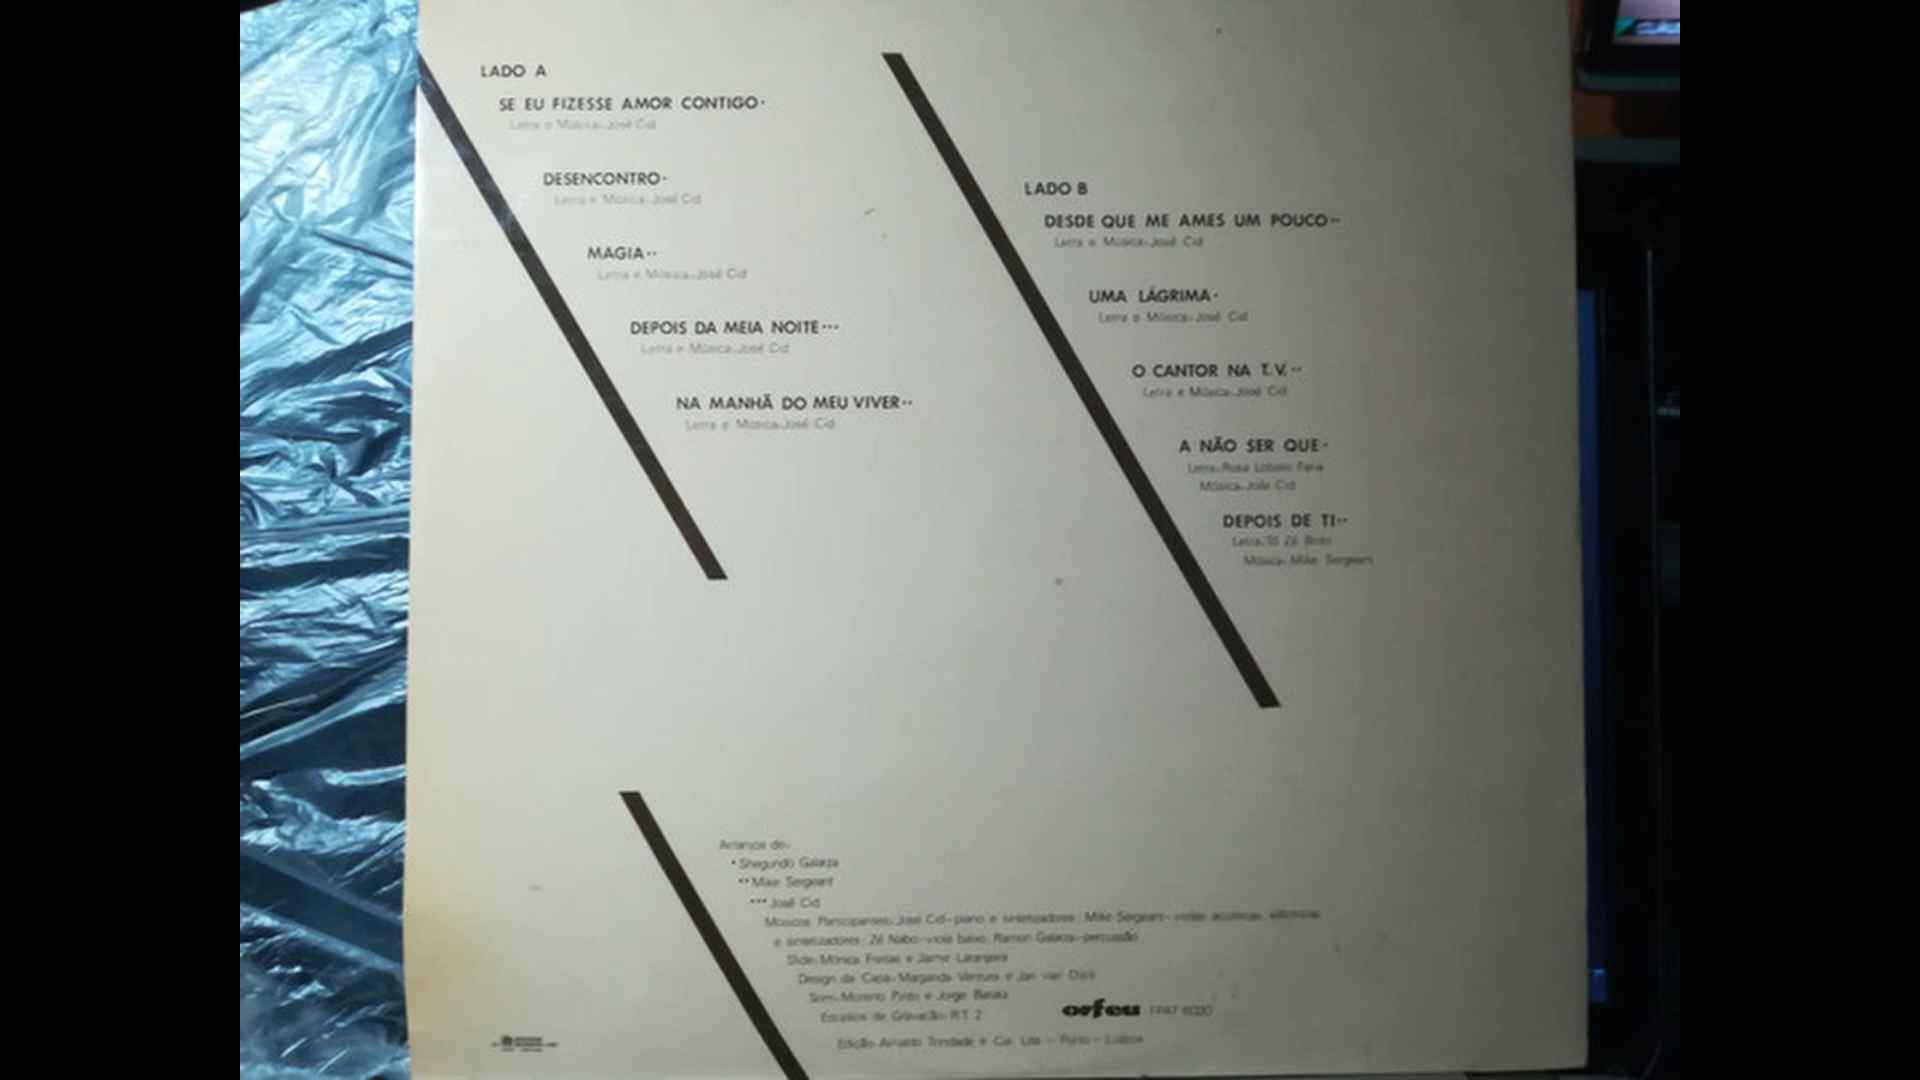 LADO A
SE EU FIZESSE AMOR CONTIGO•
Letra e Música-José Cid
DESENCONTRO•
Letra e Música-José Cid
MAGIA••
Letra e Música-José Cid
DEPOIS DA MEIA NOITE•••
Letra e Música-José Cid
NA MANHÃ DO MEU VIVER••
Letra e Música-José Cid
LADO B
DESDE QUE ME AMES UM POUCO••
Letra e Música-José Cid
UMA LÁGRIMA•
Letra e Música-José Cid
O CANTOR NA T.V.••
Letra e Música-José Cid
A NÃO SER QUE•
Letra-Rosa Lobato Faria
Música-José Cid
DEPOIS DE TI••
Letra-Tó Zé Brito
Música-Mike Sergeant
Arranjos de:
• Shegundo Galarza
•• Mike Sergeant
••• José Cid
Músicos Participantes-José Cid-piano e sintetizadores; Mike Sergeant-violas acústicas, eléctricas
e sintetizadores; Zé Nabo-viola baixo; Ramon Galarza-percussão
Slide-Mónica Freitas e Jaime Laranjeira
Design da Capa-Margarida Ventura e Jan van Dijck
Som-Moreno Pinto e Jorge Barata
Estúdios de Gravação-R.T. 2
orfeu FPAT 6020
Edição-Arnaldo Trindade e Cia. Lda - Porto - Lisboa